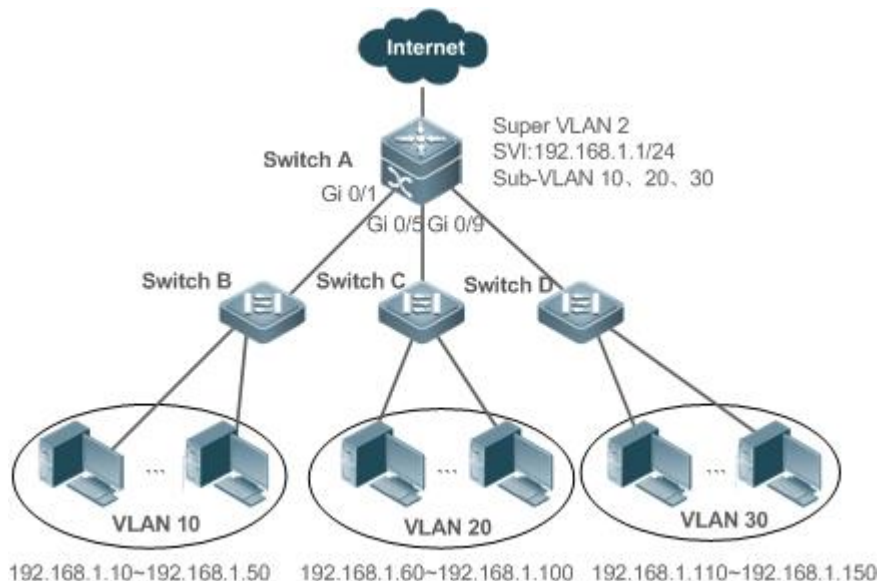 Internet
Super VLAN 2
SVI:192.168.1.1/24
Sub-VLAN 10、20、30
Switch A
Gi 0/1
Gi 0/5
Gi 0/9
Switch B
Switch C
Switch D
...
...
...
VLAN 10
VLAN 20
VLAN 30
192.168.1.10~192.168.1.50
192.168.1.60~192.168.1.100
192.168.1.110~192.168.1.150